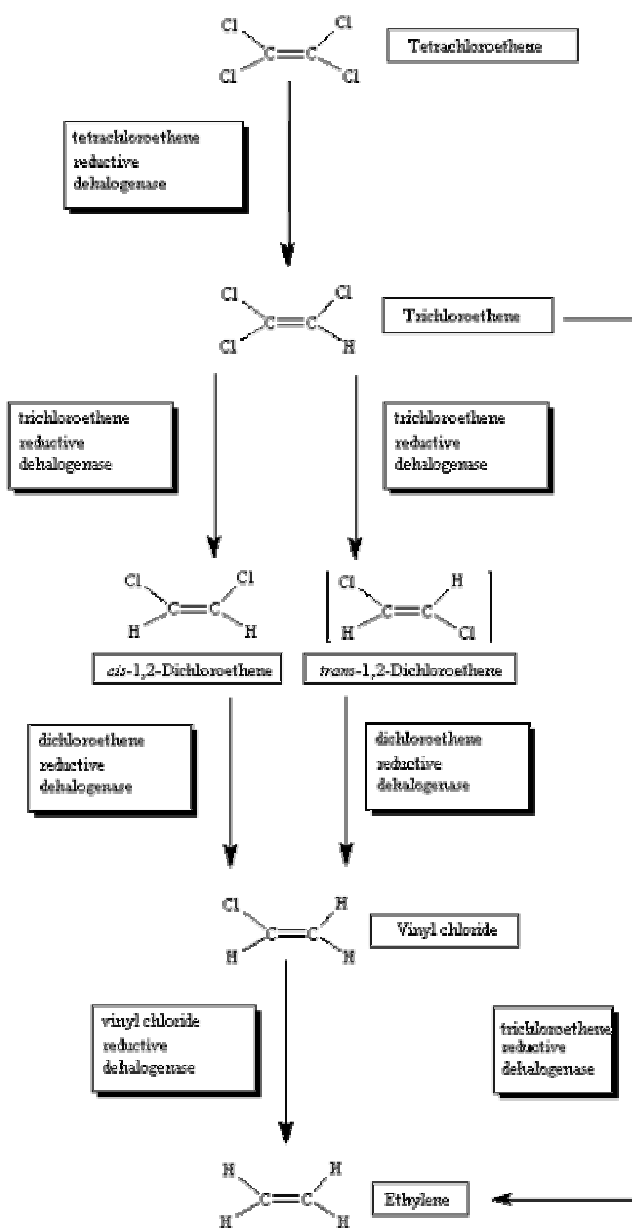 Cl Cl
C=C
Cl Cl
Tetrachloroethene
tetrachloroethene
reductive
dehalogenase
Cl Cl
C=C
Cl H
Trichloroethene
trichloroethene
reductive
dehalogenase
trichloroethene
reductive
dehalogenase
Cl Cl
C=C
H H
Cl H
C=C
H Cl
cis-1,2-Dichloroethene
trans-1,2-Dichloroethene
dichloroethene
reductive
dehalogenase
dichloroethene
reductive
dehalogenase
Cl H
C=C
H H
Vinyl chloride
vinyl chloride
reductive
dehalogenase
trichloroethene
reductive
dehalogenase
H H
C=C
H H
Ethylene